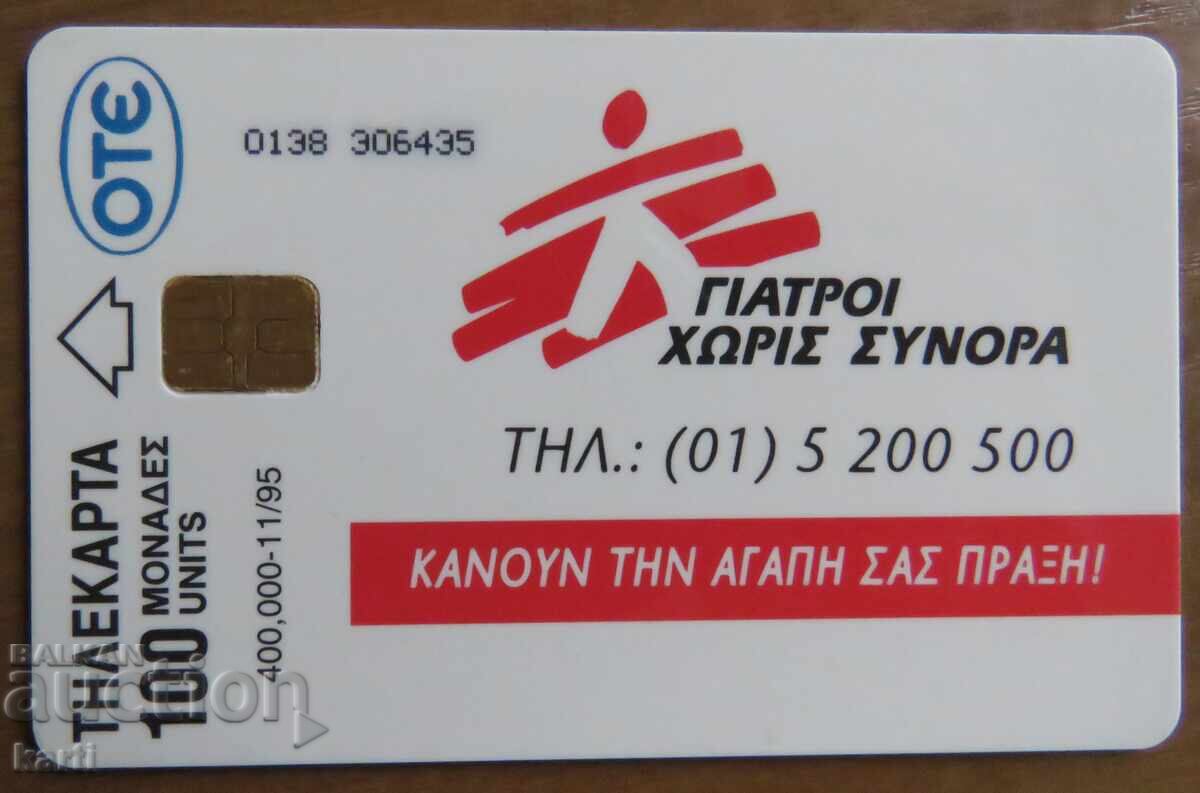 OTE
0138 306435
ΓΙΑΤΡΟΙ
ΧΩΡΙΣ ΣΥΝΟΡΑ
ΤΗΛ.: (01) 5 200 500
ΚΑΝΟΥΝ ΤΗΝ ΑΓΑΠΗ ΣΑΣ ΠΡΑΞΗ!
ΤΗΛΕΚΑΡΤΑ
100 ΜΟΝΑΔΕΣ
UNITS
400,000-11/95
BALKAN
auction
karti